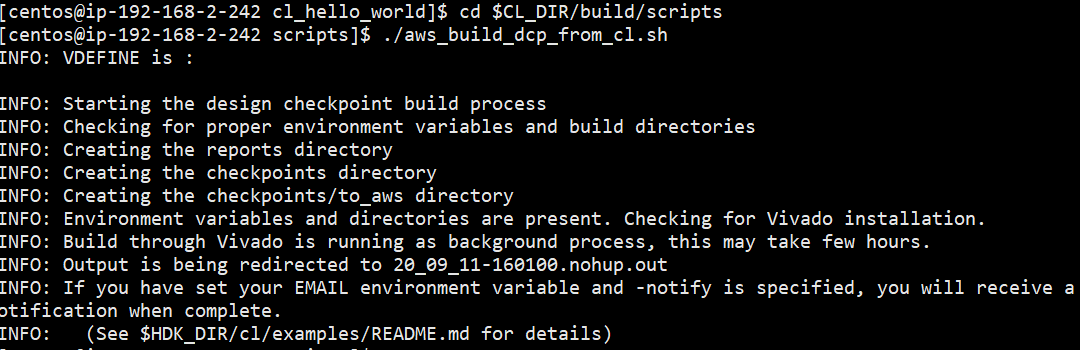 [centos@ip-192-168-2-242 cl_hello_world]$ cd $CL_DIR/build/scripts
[centos@ip-192-168-2-242 scripts]$ ./aws_build_dcp_from_cl.sh
INFO: VDEFINE is :
INFO: Starting the design checkpoint build process
INFO: Checking for proper environment variables and build directories
INFO: Creating the reports directory
INFO: Creating the checkpoints directory
INFO: Creating the checkpoints/to_aws directory
INFO: Environment variables and directories are present. Checking for Vivado installation.
INFO: Build through Vivado is running as background process, this may take few hours.
INFO: Output is being redirected to 20_09_11-160100.nohup.out
INFO: If you have set your EMAIL environment variable and -notify is specified, you will receive a
otification when complete.
INFO:   (See $HDK_DIR/cl/examples/README.md for details)